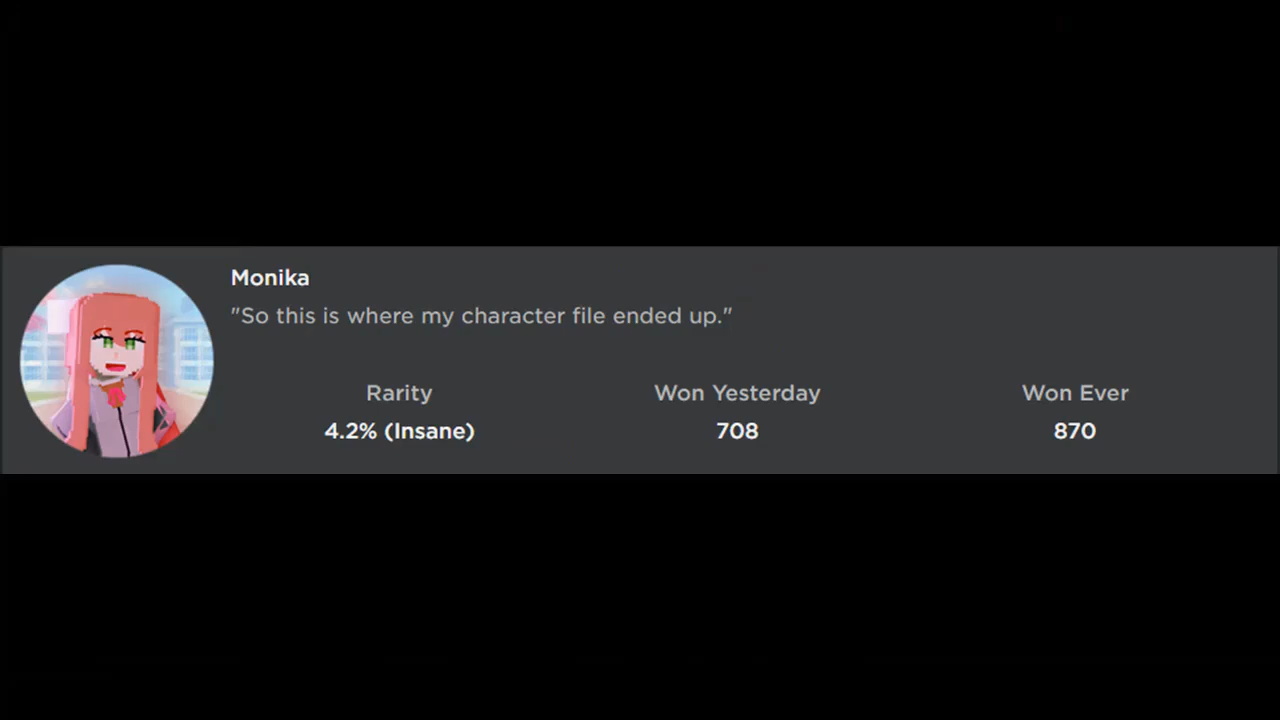 Monika
"So this is where my character file ended up."
Rarity Won Yesterday Won Ever
4.2% (Insane) 708 870